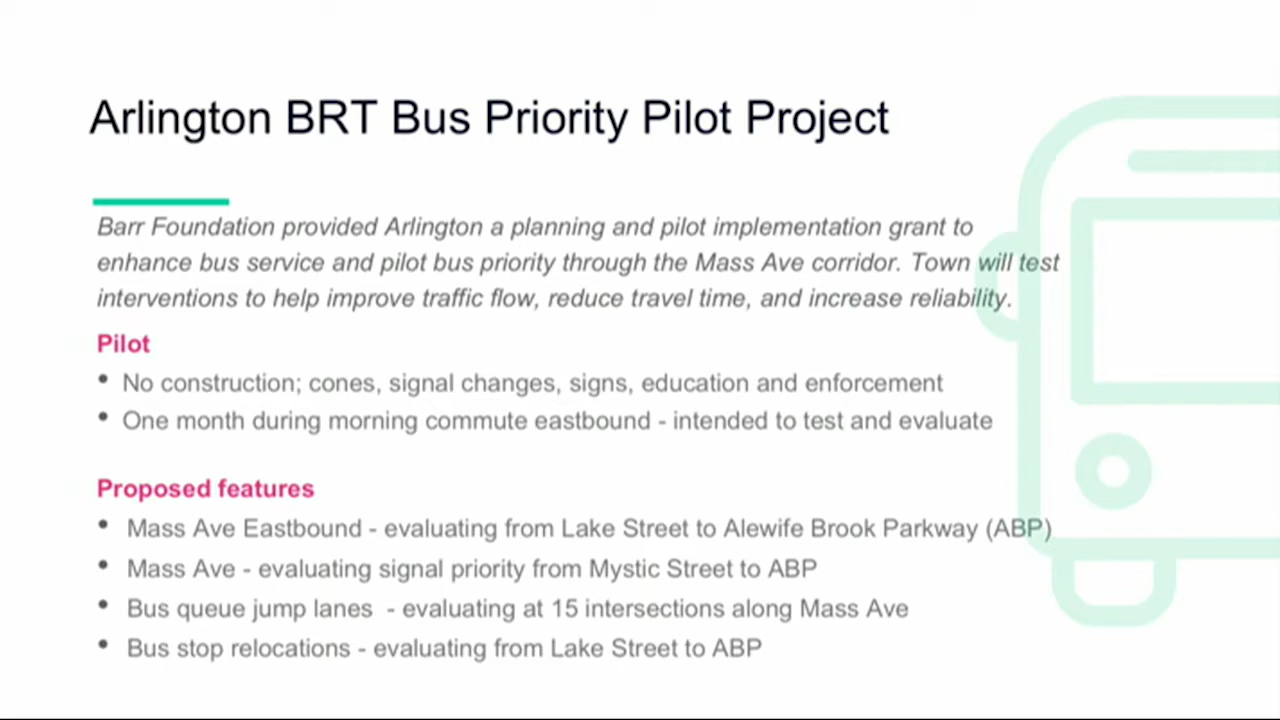 Arlington BRT Bus Priority Pilot Project
Barr Foundation provided Arlington a planning and pilot implementation grant to
enhance bus service and pilot bus priority through the Mass Ave corridor. Town will test
interventions to help improve traffic flow, reduce travel time, and increase reliability.
Pilot
• No construction; cones, signal changes, signs, education and enforcement
• One month during morning commute eastbound - intended to test and evaluate
Proposed features
• Mass Ave Eastbound - evaluating from Lake Street to Alewife Brook Parkway (ABP)
• Mass Ave - evaluating signal priority from Mystic Street to ABP
• Bus queue jump lanes - evaluating at 15 intersections along Mass Ave
• Bus stop relocations - evaluating from Lake Street to ABP